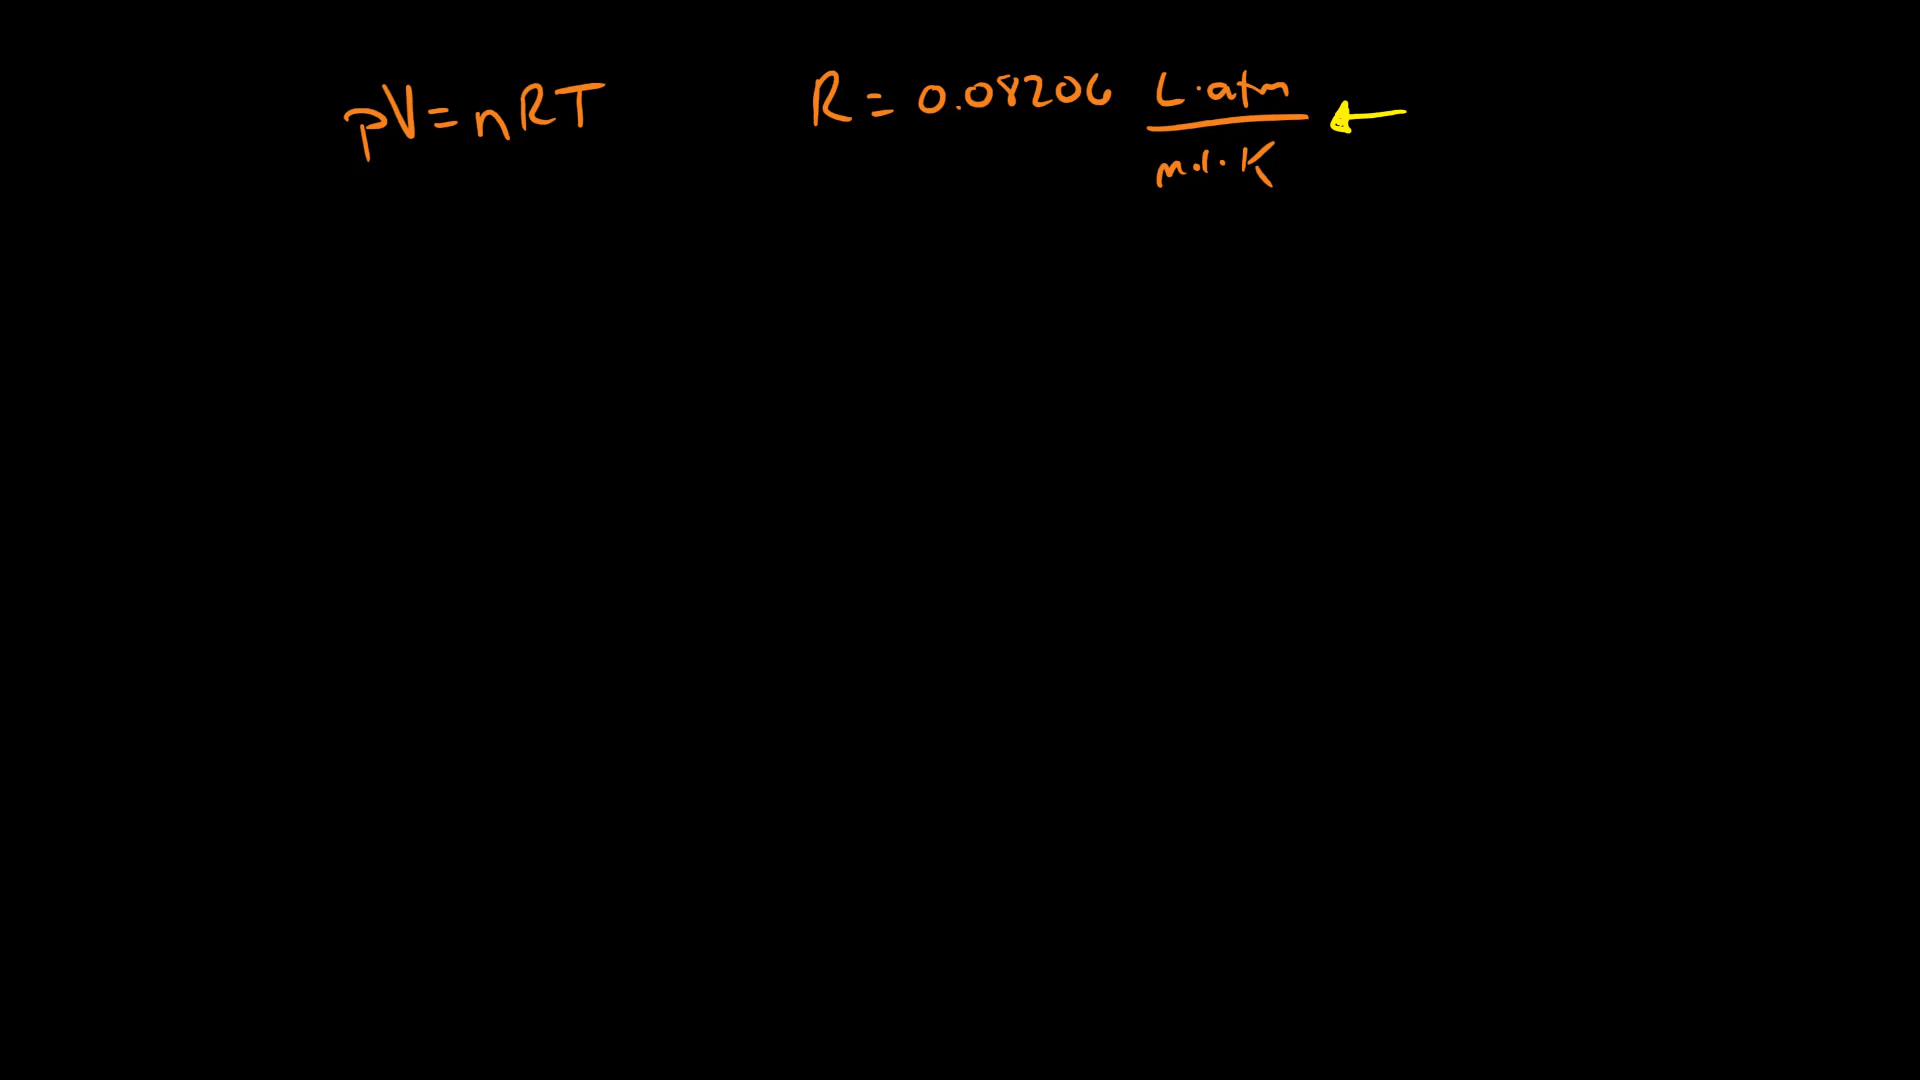 pV = nRT
R = 0.08206 L·atm
mol·K